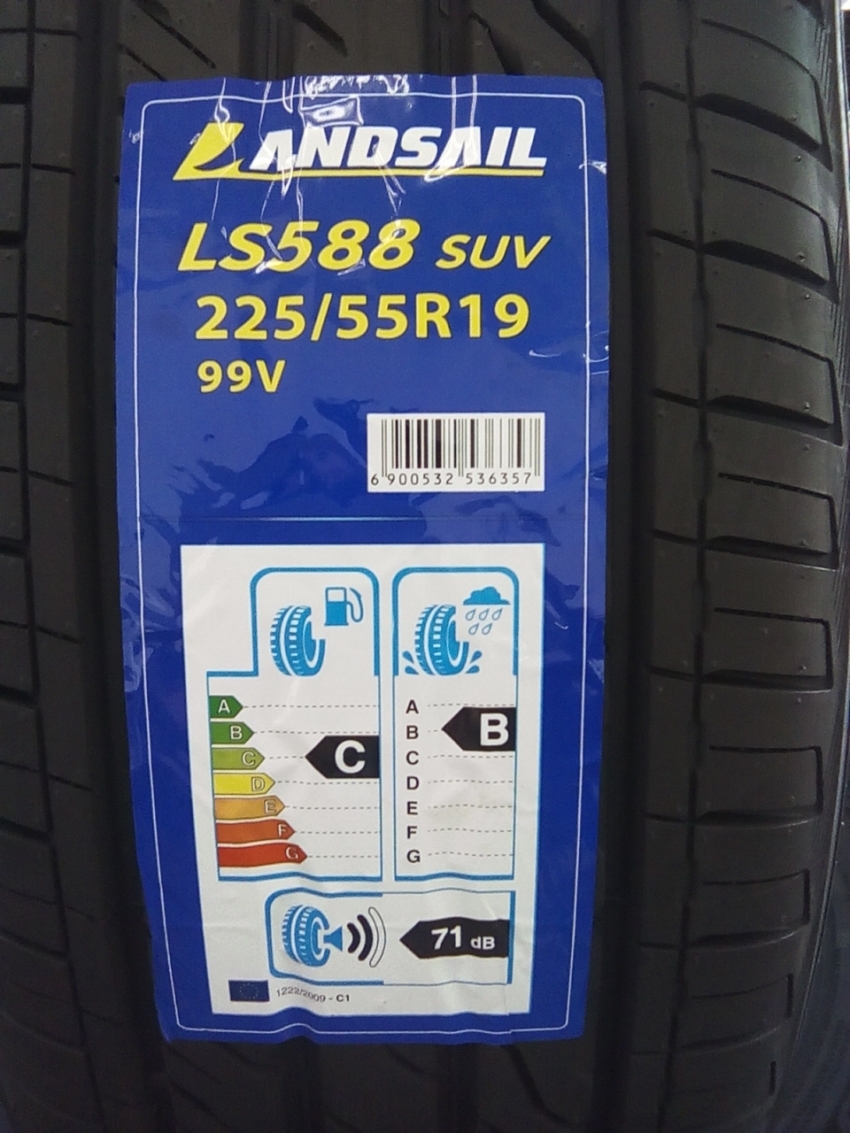 LANDSAIL
LS588 SUV
225/55R19
99V
6 900532 536357
A
B
C
D
E
F
G
C
A
B
C
D
E
F
G
B
71 dB
1222/2009 - C1